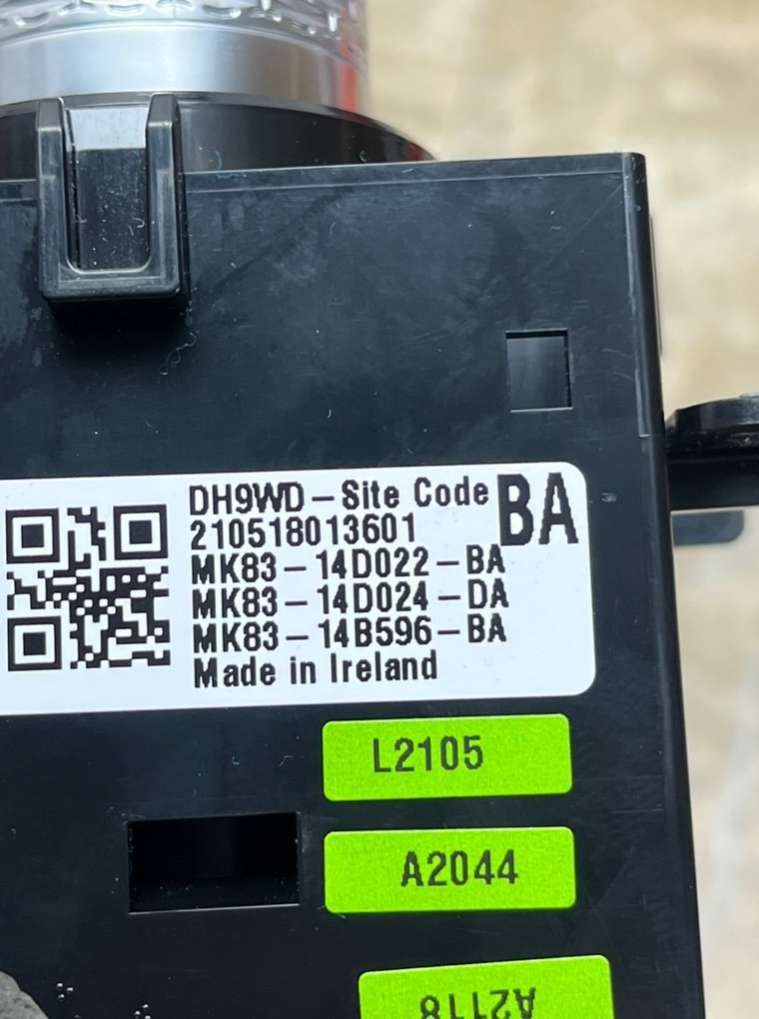 DH9WD-Site Code BA
210518013601
MK83-14D022-BA
MK83-14D024-DA
MK83-14B596-BA
Made in Ireland
L2105
A2044
A2118